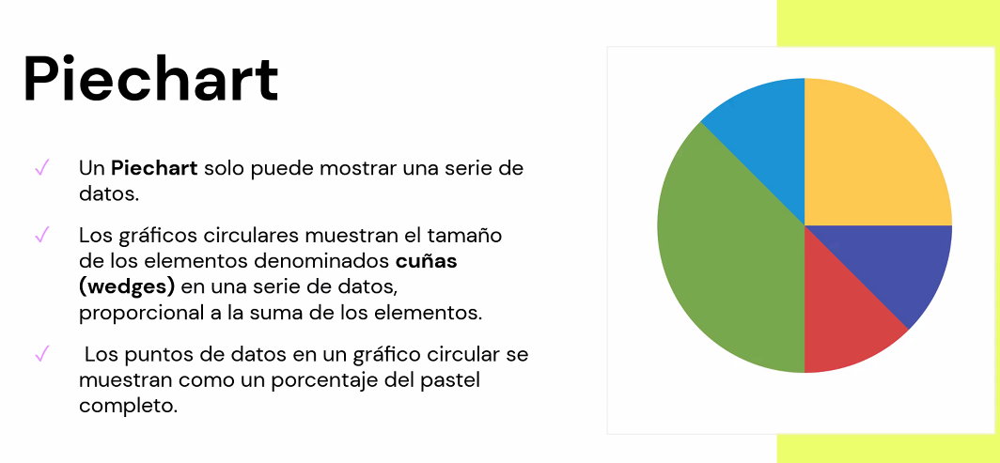 Piechart
✓ Un Piechart solo puede mostrar una serie de
datos.
✓ Los gráficos circulares muestran el tamaño
de los elementos denominados cuñas
(wedges) en una serie de datos,
proporcional a la suma de los elementos.
✓ Los puntos de datos en un gráfico circular se
muestran como un porcentaje del pastel
completo.